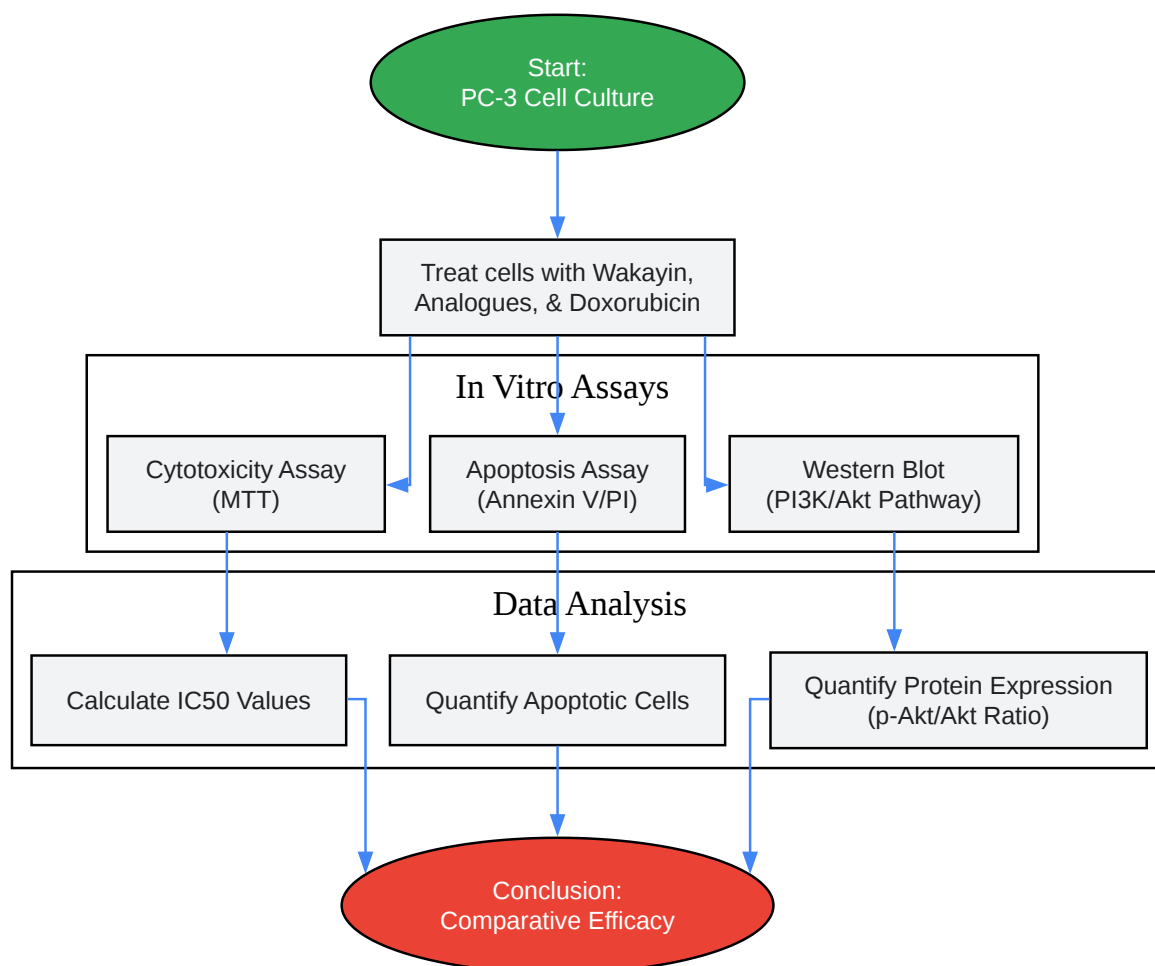 Start:
PC-3 Cell Culture
Treat cells with Wakayin,
Analogues, & Doxorubicin
In Vitro Assays
Cytotoxicity Assay
(MTT)
Apoptosis Assay
(Annexin V/PI)
Western Blot
(PI3K/Akt Pathway)
Data Analysis
Calculate IC50 Values
Quantify Apoptotic Cells
Quantify Protein Expression
(p-Akt/Akt Ratio)
Conclusion:
Comparative Efficacy